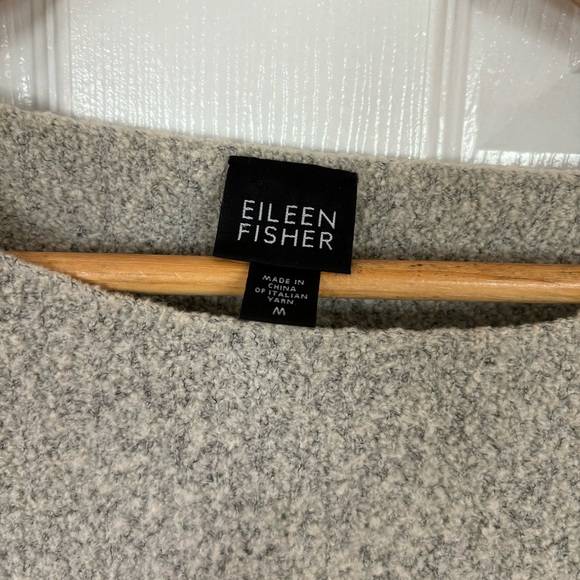 EILEEN
FISHER
MADE IN
CHINA
OF ITALIAN
YARN
M